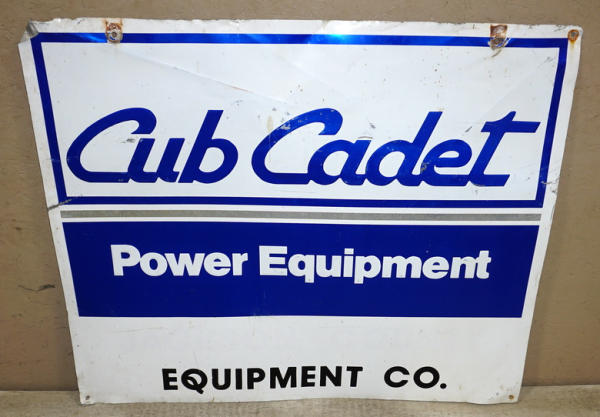 Cub Cadet
Power Equipment
EQUIPMENT CO.